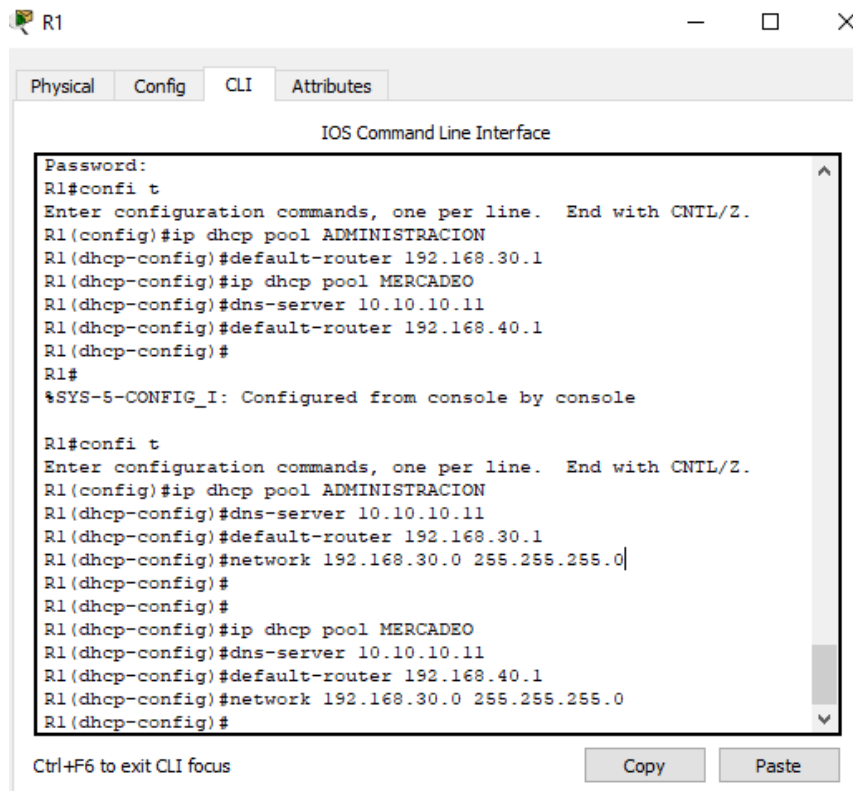 R1
Physical Config CLI Attributes
IOS Command Line Interface
Password:
R1#confi t
Enter configuration commands, one per line.  End with CNTL/Z.
R1(config)#ip dhcp pool ADMINISTRACION
R1(dhcp-config)#default-router 192.168.30.1
R1(dhcp-config)#ip dhcp pool MERCADEO
R1(dhcp-config)#dns-server 10.10.10.11
R1(dhcp-config)#default-router 192.168.40.1
R1(dhcp-config)#
R1#
%SYS-5-CONFIG_I: Configured from console by console
R1#confi t
Enter configuration commands, one per line.  End with CNTL/Z.
R1(config)#ip dhcp pool ADMINISTRACION
R1(dhcp-config)#dns-server 10.10.10.11
R1(dhcp-config)#default-router 192.168.30.1
R1(dhcp-config)#network 192.168.30.0 255.255.255.0
R1(dhcp-config)#
R1(dhcp-config)#
R1(dhcp-config)#ip dhcp pool MERCADEO
R1(dhcp-config)#dns-server 10.10.10.11
R1(dhcp-config)#default-router 192.168.40.1
R1(dhcp-config)#network 192.168.30.0 255.255.255.0
R1(dhcp-config)#
Ctrl+F6 to exit CLI focus Copy Paste